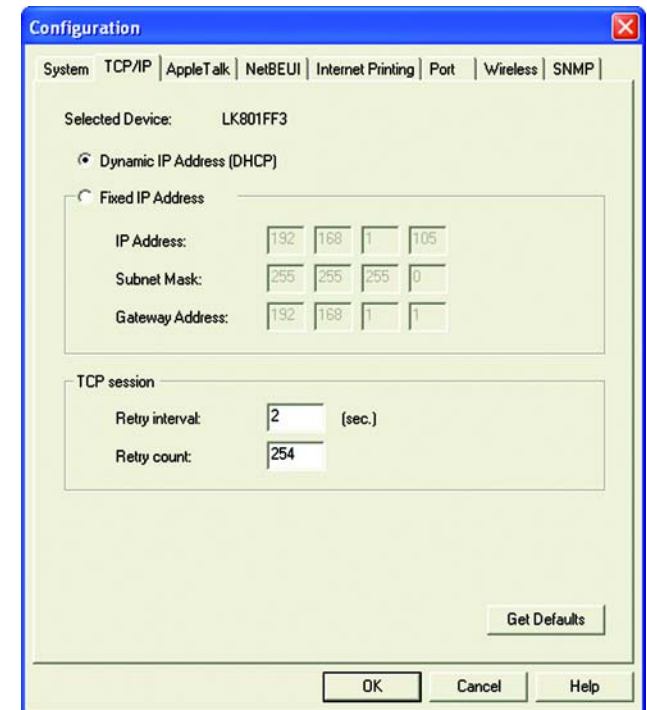 Configuration
System TCP/IP AppleTalk NetBEUI Internet Printing Port Wireless SNMP
Selected Device: LK801FF3
Dynamic IP Address (DHCP)
Fixed IP Address
IP Address: 192 168 1 105
Subnet Mask: 255 255 255 0
Gateway Address: 192 168 1 1
TCP session
Retry interval: 2 (sec.)
Retry count: 254
Get Defaults
OK Cancel Help